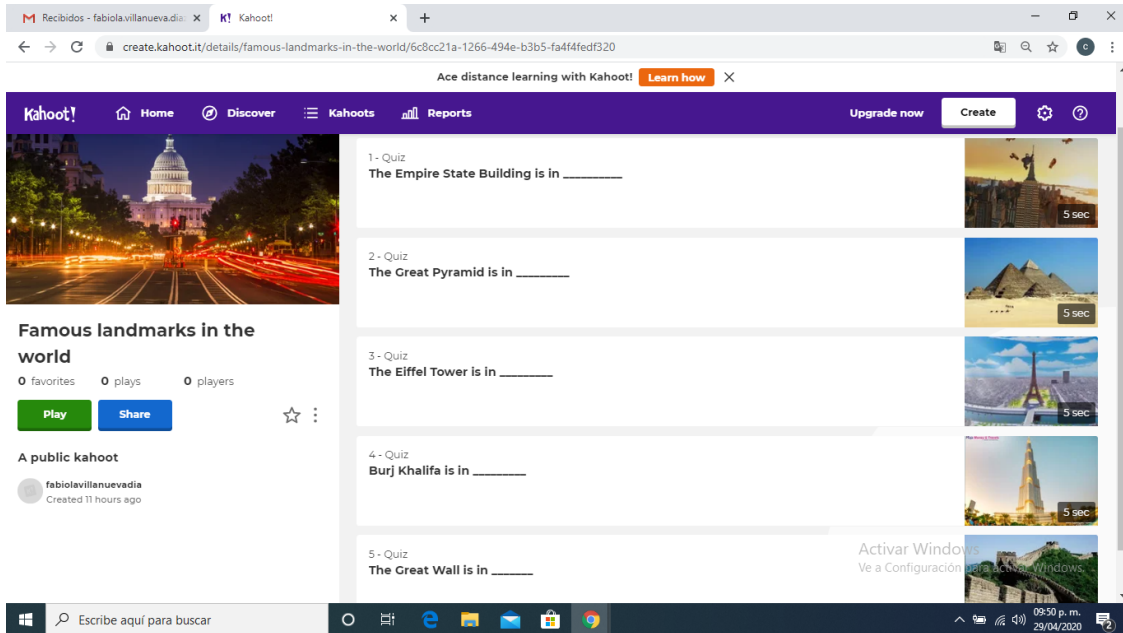 Recibidos - fabiola.villanueva.dia
K! Kahoot!
create.kahoot.it/details/famous-landmarks-in-the-world/6c8cc21a-1266-494e-b3b5-fa4f4fedf320
C
Ace distance learning with Kahoot! Learn how
Kahoot! Home Discover Kahoots Reports Upgrade now Create
1 - Quiz
The Empire State Building is in __________
5 sec
2 - Quiz
The Great Pyramid is in _________
5 sec
Famous landmarks in the
world
0 favorites 0 plays 0 players
Play Share
A public kahoot
fabiolavillanuevadia
Created 11 hours ago
3 - Quiz
The Eiffel Tower is in _________
5 sec
4 - Quiz
Burj Khalifa is in _________
5 sec
5 - Quiz
The Great Wall is in _______
Activar Windows
Ve a Configuración para activar Windows.
Escribe aquí para buscar
09:50 p. m.
29/04/2020
2